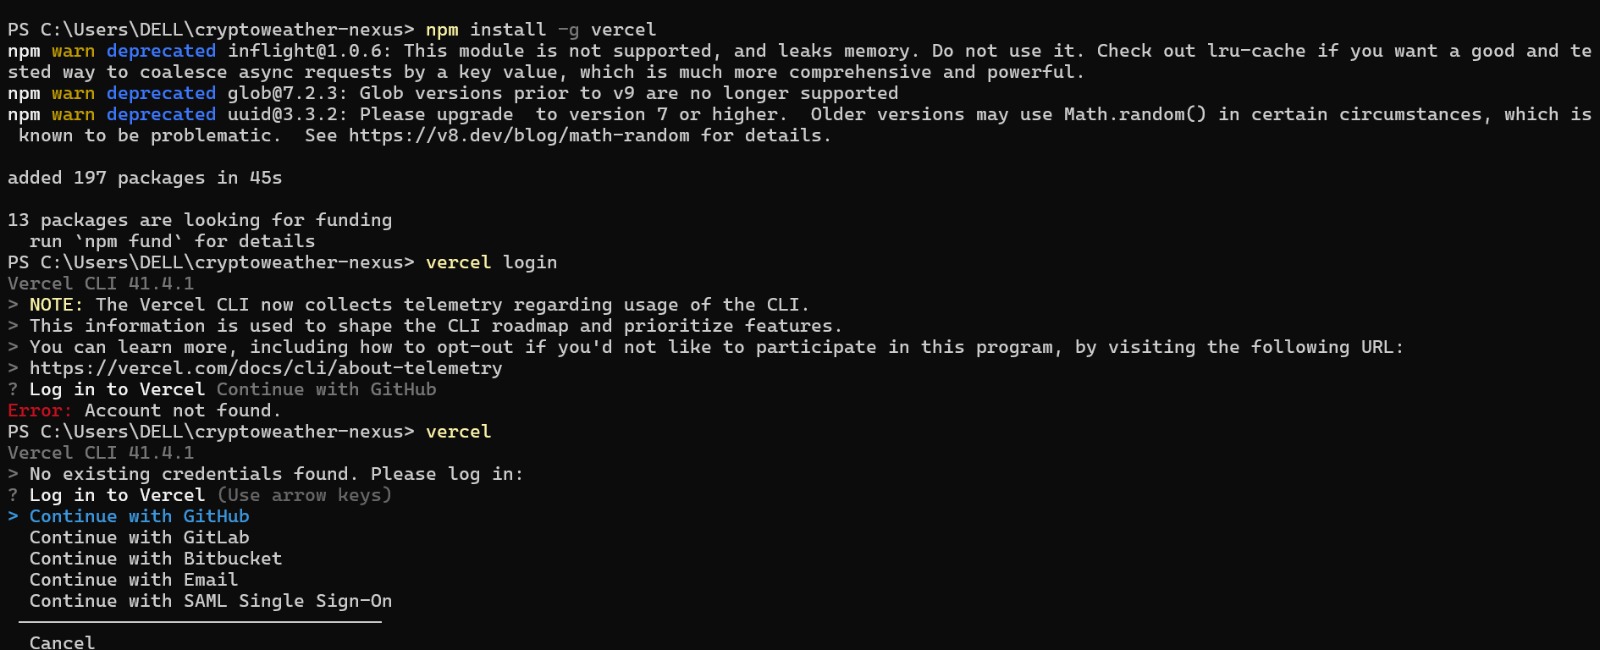 PS C:\Users\DELL\cryptoweather-nexus> npm install -g vercel
npm warn deprecated inflight@1.0.6: This module is not supported, and leaks memory. Do not use it. Check out lru-cache if you want a good and te
sted way to coalesce async requests by a key value, which is much more comprehensive and powerful.
npm warn deprecated glob@7.2.3: Glob versions prior to v9 are no longer supported
npm warn deprecated uuid@3.3.2: Please upgrade  to version 7 or higher.  Older versions may use Math.random() in certain circumstances, which is
 known to be problematic.  See https://v8.dev/blog/math-random for details.
added 197 packages in 45s
13 packages are looking for funding
  run `npm fund` for details
PS C:\Users\DELL\cryptoweather-nexus> vercel login
Vercel CLI 41.4.1
> NOTE: The Vercel CLI now collects telemetry regarding usage of the CLI.
> This information is used to shape the CLI roadmap and prioritize features.
> You can learn more, including how to opt-out if you'd not like to participate in this program, by visiting the following URL:
> https://vercel.com/docs/cli/about-telemetry
? Log in to Vercel Continue with GitHub
Error: Account not found.
PS C:\Users\DELL\cryptoweather-nexus> vercel
Vercel CLI 41.4.1
> No existing credentials found. Please log in:
? Log in to Vercel (Use arrow keys)
> Continue with GitHub
  Continue with GitLab
  Continue with Bitbucket
  Continue with Email
  Continue with SAML Single Sign-On
  Cancel